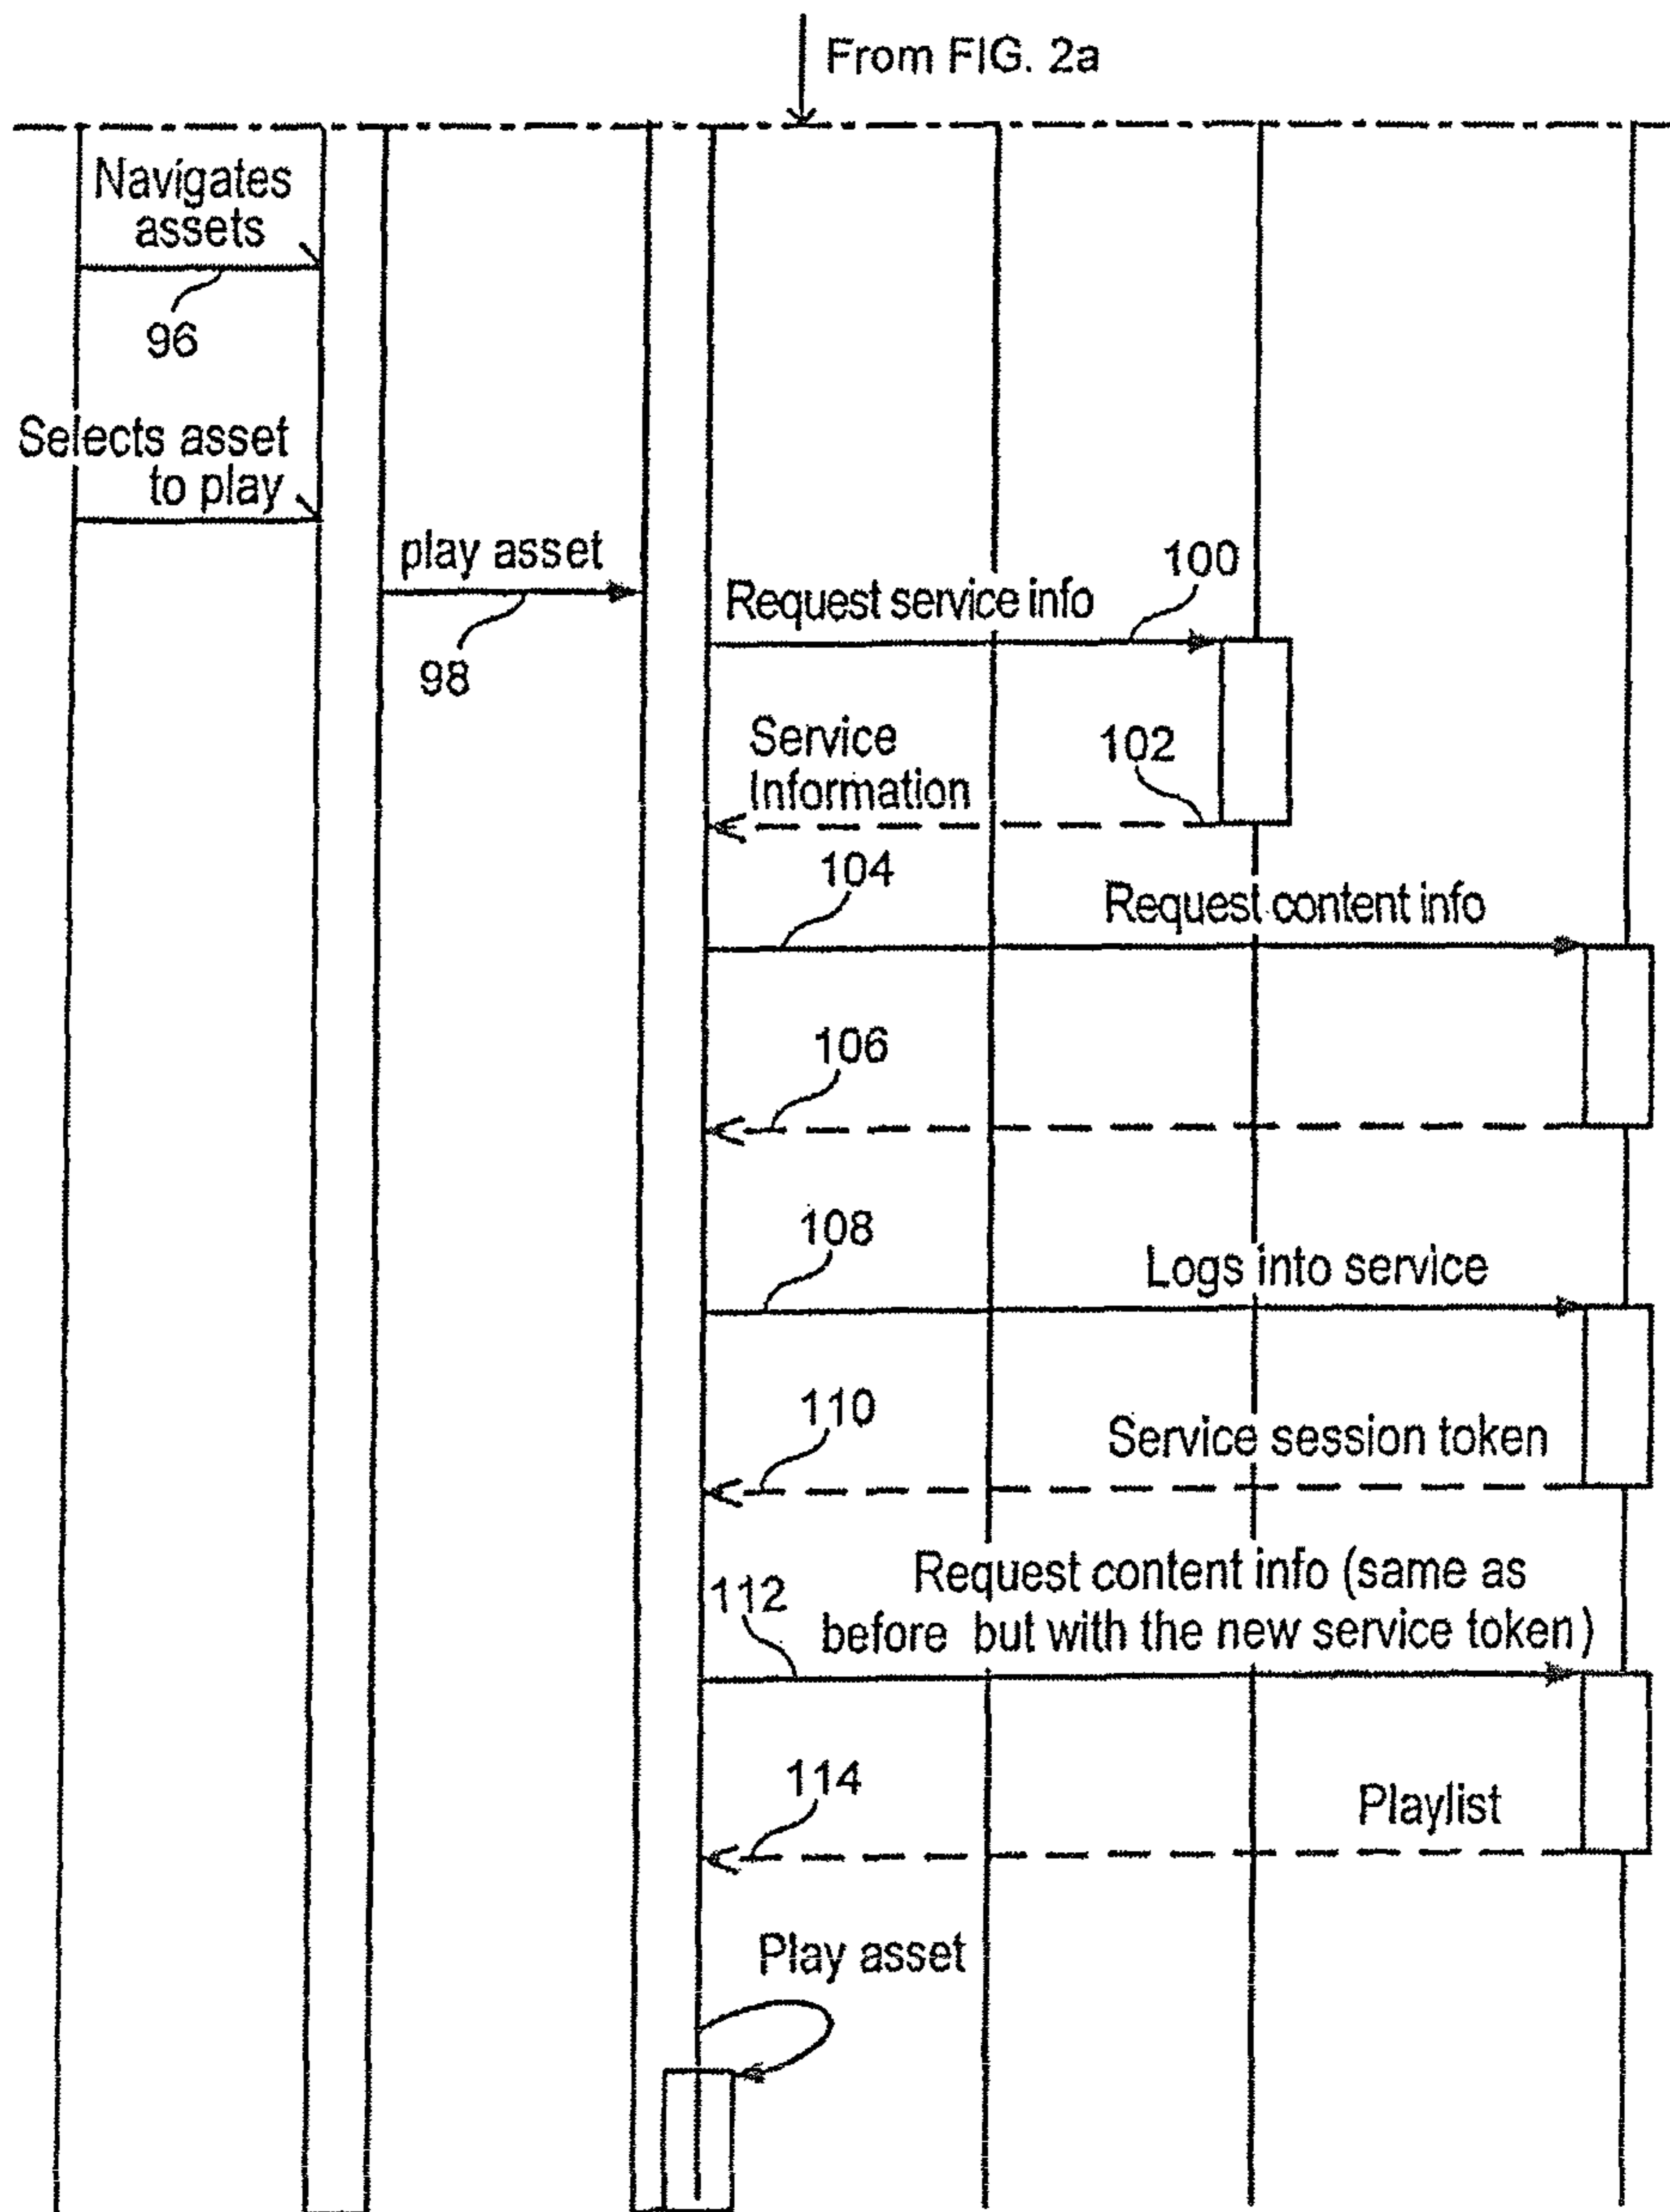 From FIG. 2a
Navigates
assets
96
Selects asset
to play
play asset
98
100
Request service info
Service
Information
102
104
Request content info
106
108
Logs into service
110
Service session token
Request content info (same as
before but with the new service token)
112
114
Playlist
Play asset